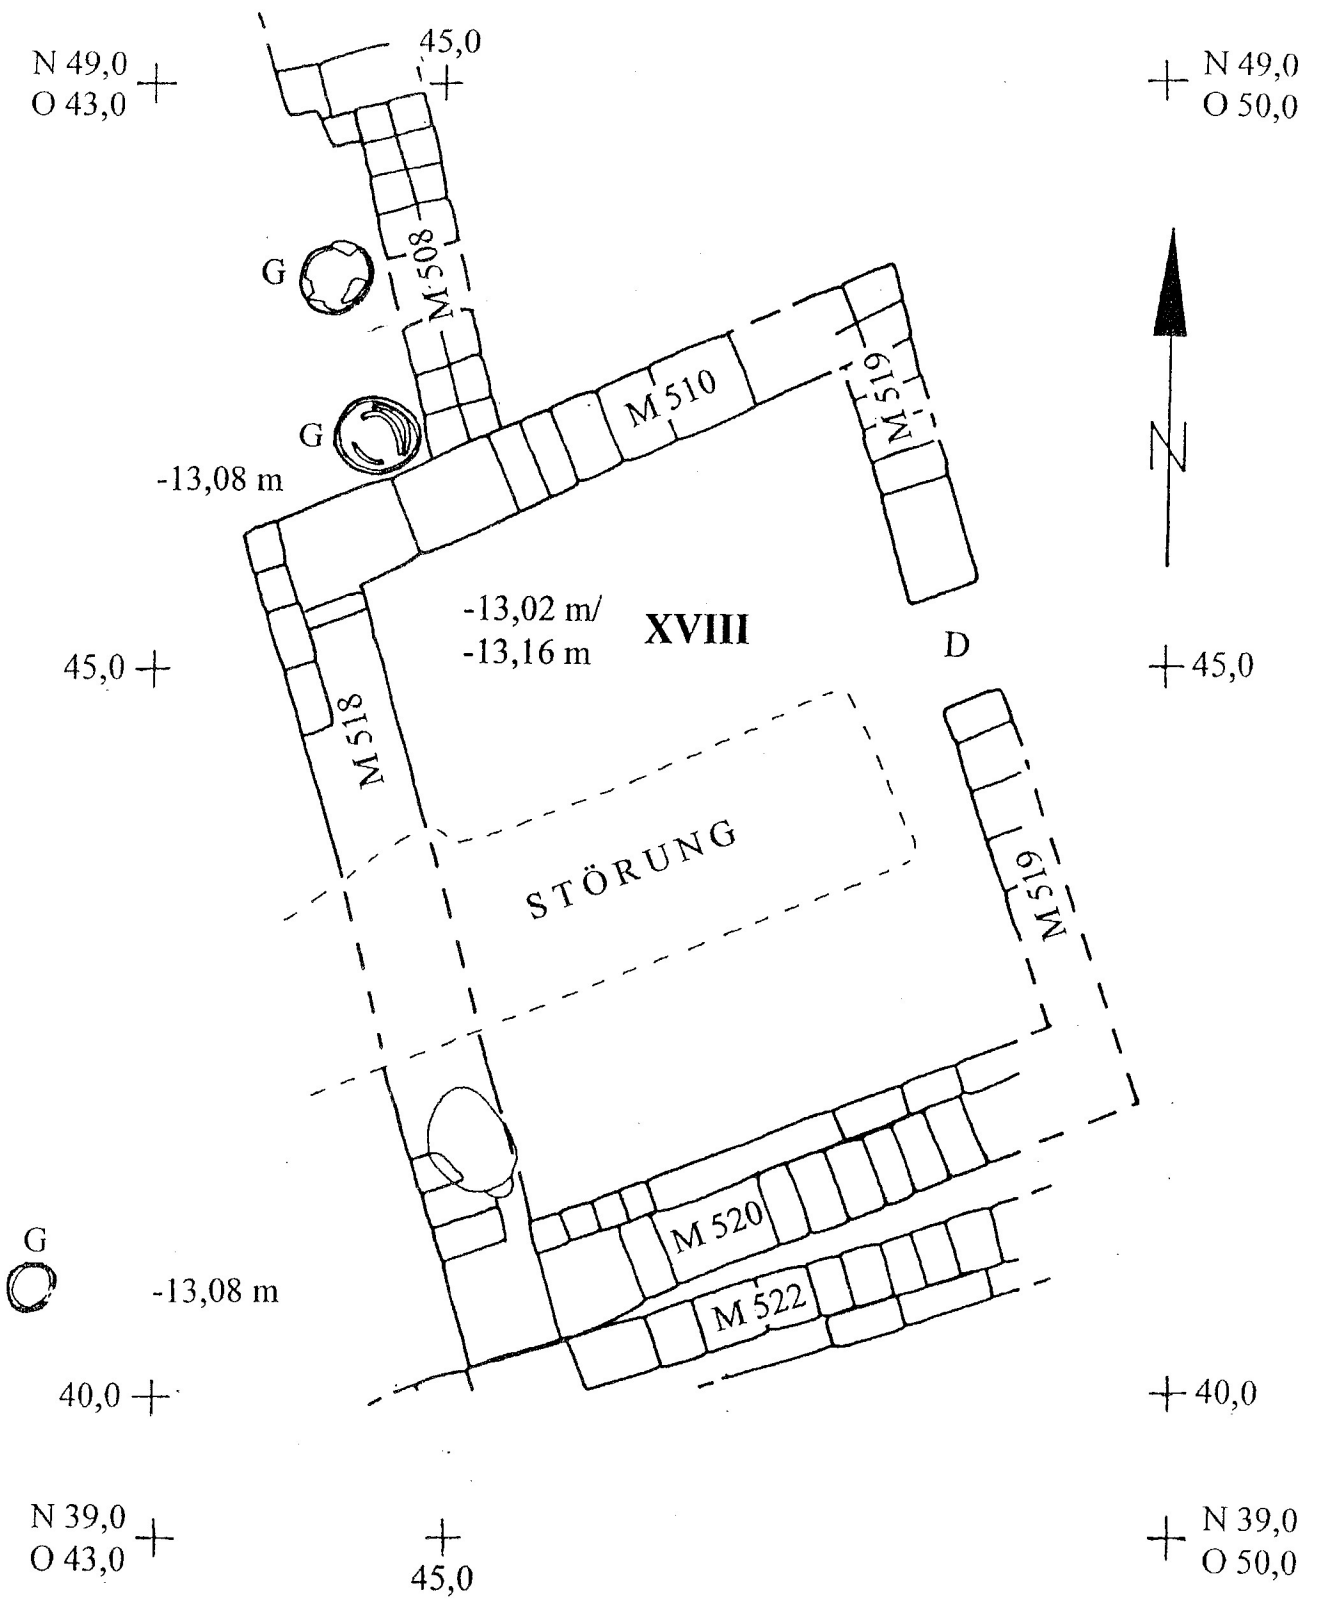 45,0
N 49,0
O 43,0
N 49,0
O 50,0
M 508
G
M 510
M 519
G
-13,08 m
N
-13,02 m/
-13,16 m
XVIII
D
45,0
45,0
M 518
STÖRUNG
M 519
M 520
G
-13,08 m
M 522
40,0
40,0
N 39,0
O 43,0
45,0
N 39,0
O 50,0